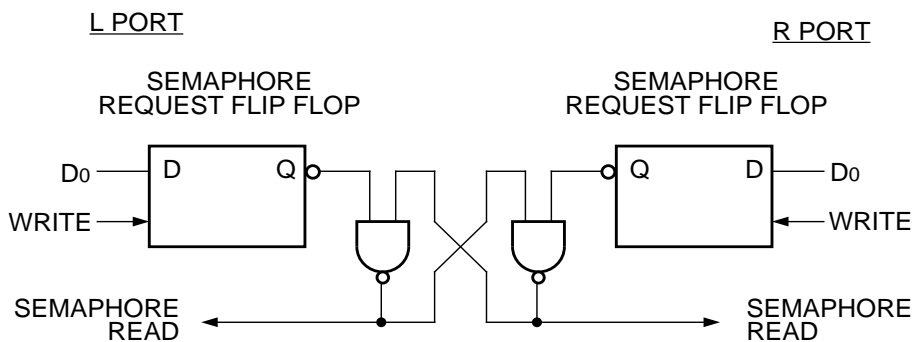 L PORT
R PORT
SEMAPHORE
REQUEST FLIP FLOP
SEMAPHORE
REQUEST FLIP FLOP
D0
D
Q
Q
D
D0
WRITE
WRITE
SEMAPHORE
READ
SEMAPHORE
READ